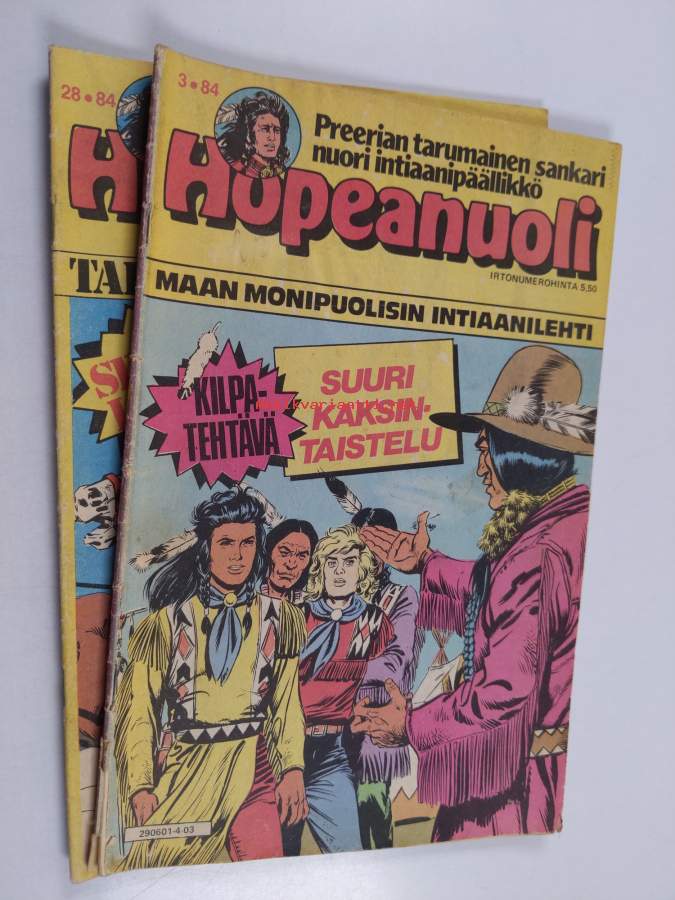 28•84
H
TA
3•84
Preerian tarumainen sankari
nuori intiaanipäällikkö
Hopeanuoli
IRTONUMEROHINTA 5,50
MAAN MONIPUOLISIN INTIAANILEHTI
KILPA-
TEHTÄVÄ
SUURI
KAKSIN-
TAISTELU
290601-4-03